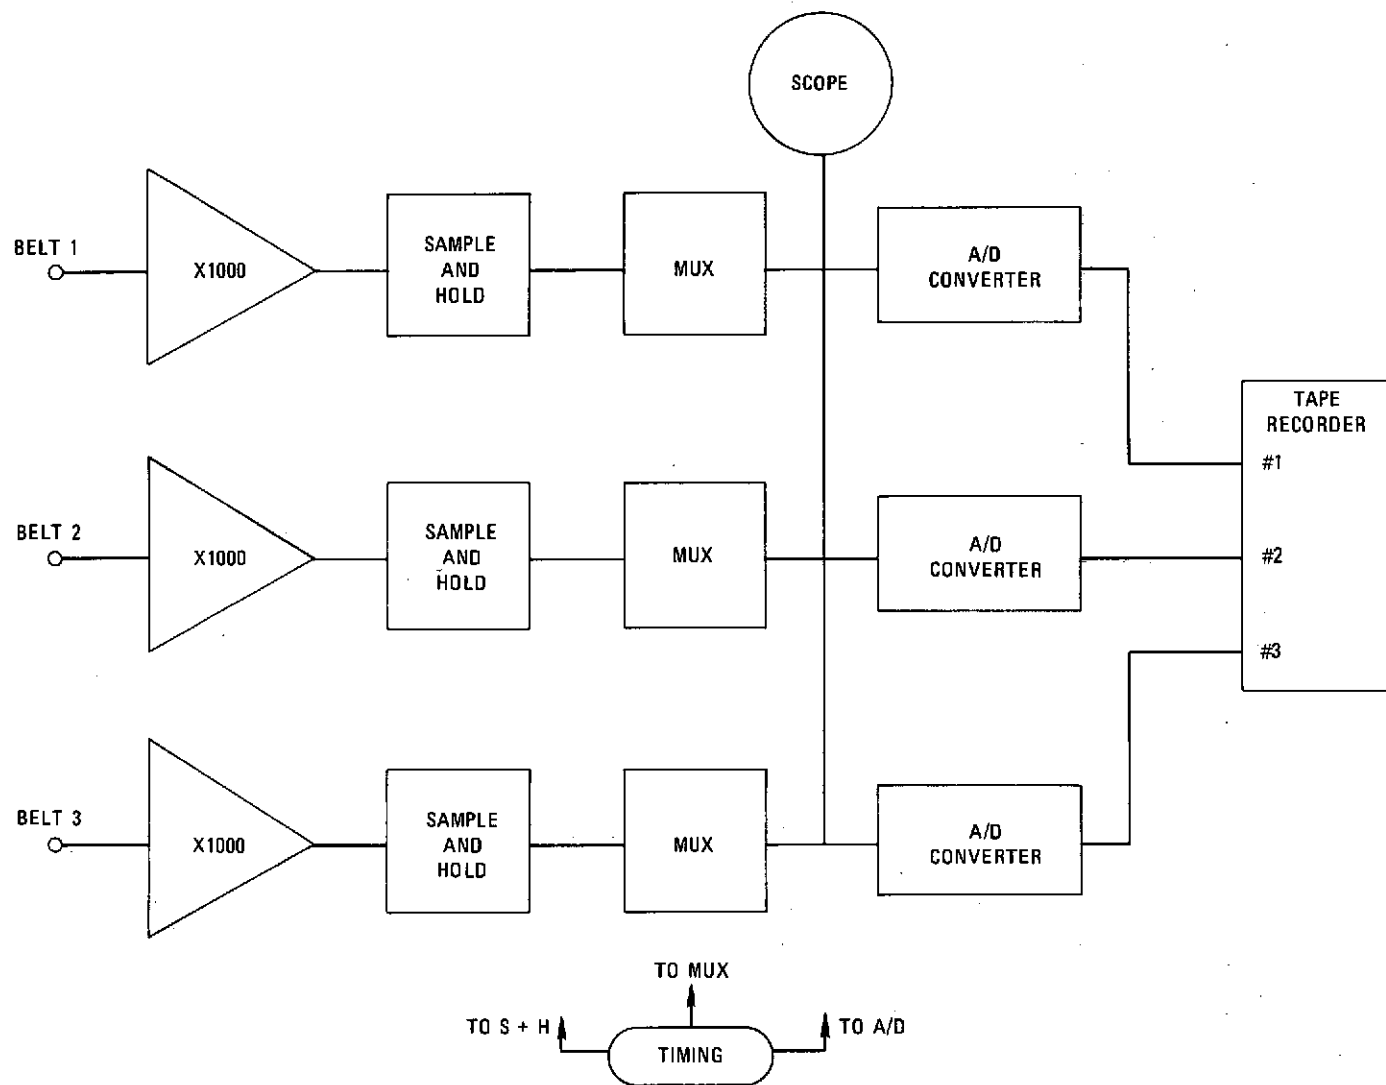 SCOPE
BELT 1
X1000
SAMPLE
AND
HOLD
MUX
A/D
CONVERTER
TAPE
RECORDER
#1
#2
#3
BELT 2
X1000
SAMPLE
AND
HOLD
MUX
A/D
CONVERTER
BELT 3
X1000
SAMPLE
AND
HOLD
MUX
A/D
CONVERTER
TO MUX
TO S + H
TO A/D
TIMING